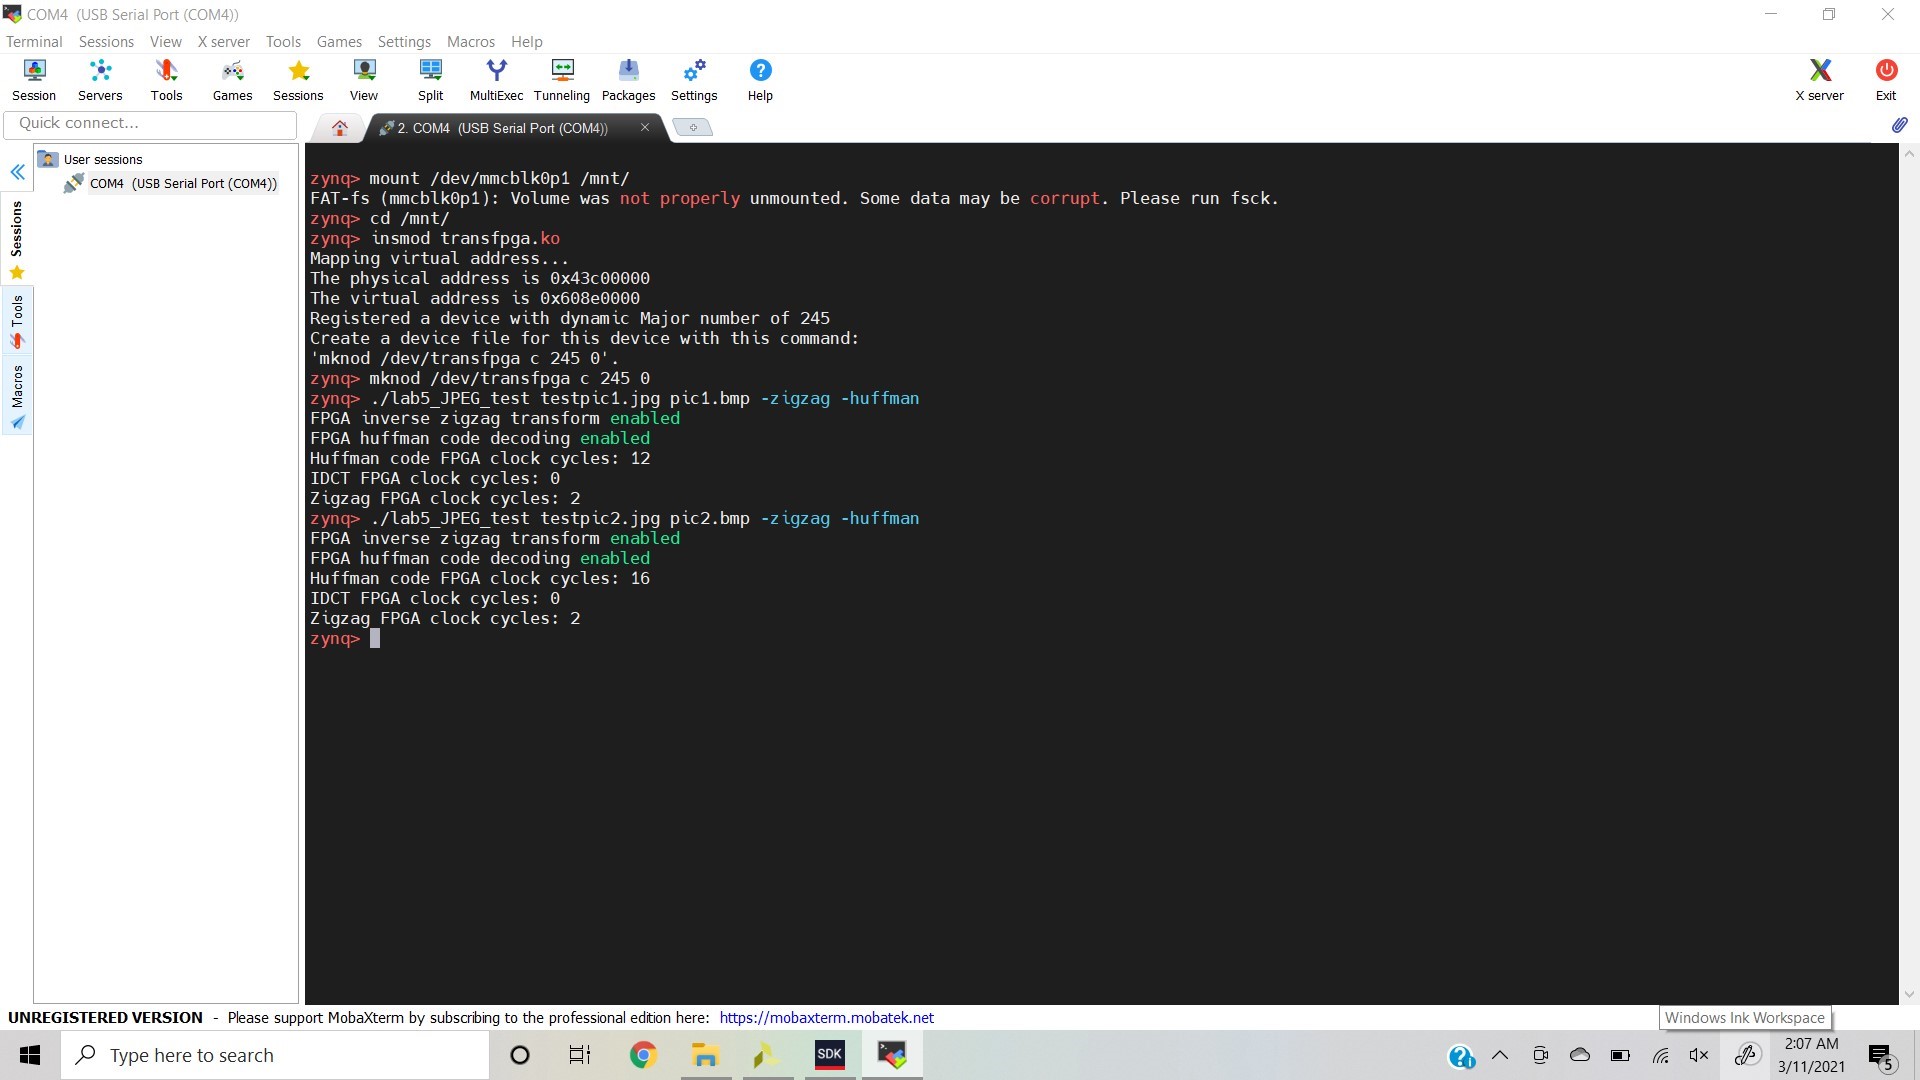 COM4 (USB Serial Port (COM4))
Terminal Sessions View X server Tools Games Settings Macros Help
Session Servers Tools Games Sessions View Split MultiExec Tunneling Packages Settings Help X server Exit
Quick connect...
2. COM4 (USB Serial Port (COM4))
User sessions
COM4 (USB Serial Port (COM4))
Sessions
Tools
Macros
zynq> mount /dev/mmcblk0p1 /mnt/
FAT-fs (mmcblk0p1): Volume was not properly unmounted. Some data may be corrupt. Please run fsck.
zynq> cd /mnt/
zynq> insmod transfpga.ko
Mapping virtual address...
The physical address is 0x43c00000
The virtual address is 0x608e0000
Registered a device with dynamic Major number of 245
Create a device file for this device with this command:
'mknod /dev/transfpga c 245 0'.
zynq> mknod /dev/transfpga c 245 0
zynq> ./lab5_JPEG_test testpic1.jpg pic1.bmp -zigzag -huffman
FPGA inverse zigzag transform enabled
FPGA huffman code decoding enabled
Huffman code FPGA clock cycles: 12
IDCT FPGA clock cycles: 0
Zigzag FPGA clock cycles: 2
zynq> ./lab5_JPEG_test testpic2.jpg pic2.bmp -zigzag -huffman
FPGA inverse zigzag transform enabled
FPGA huffman code decoding enabled
Huffman code FPGA clock cycles: 16
IDCT FPGA clock cycles: 0
Zigzag FPGA clock cycles: 2
zynq>
UNREGISTERED VERSION - Please support MobaXterm by subscribing to the professional edition here: https://mobaxterm.mobatek.net
Windows Ink Workspace
Type here to search
SDK
2:07 AM
3/11/2021
5